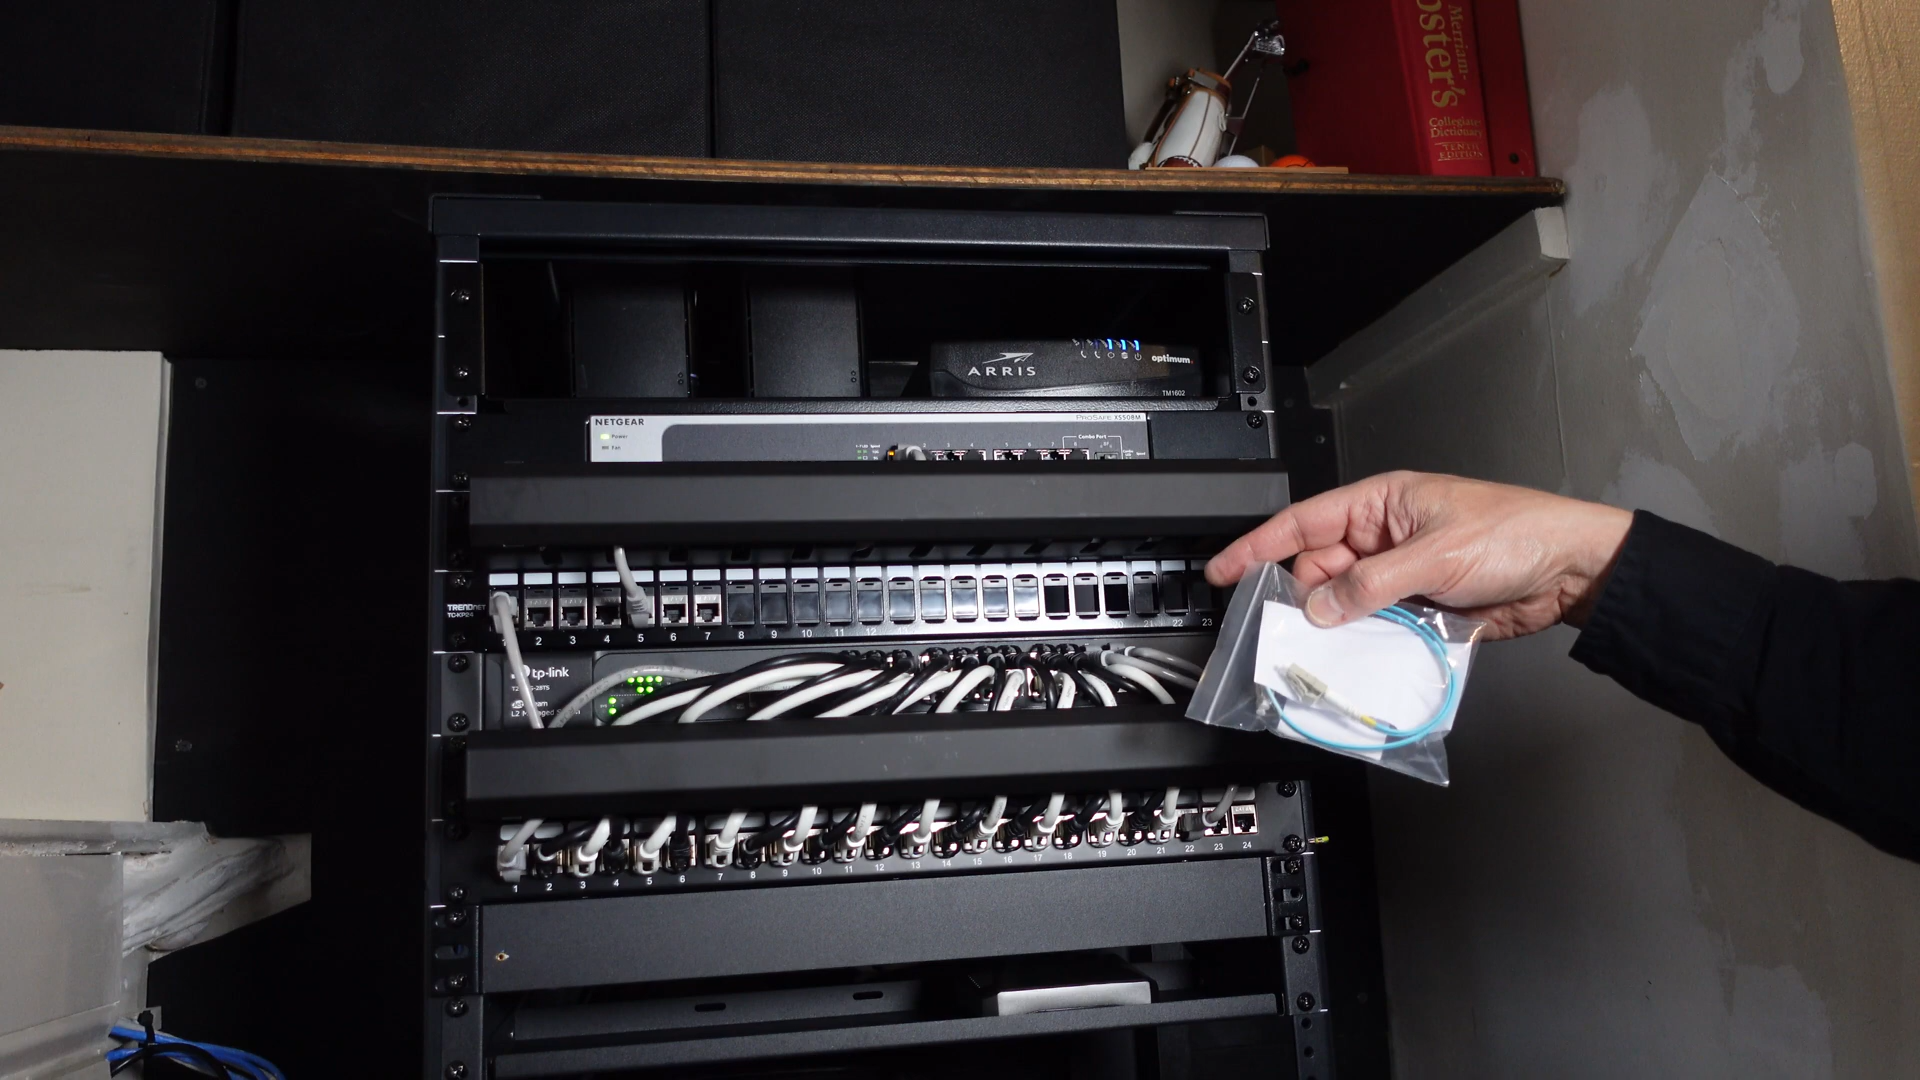 Merriam-
ster's
Collegiate
Dictionary
TENTH
EDITION
ARRIS
optimum.
TM1602
NETGEAR
PROSAFE XS508M
Power
Fan
Combo Port
TRENDNET
TC-KP24
2 3 4 5 6 7 8 9 10 11 12 21 22 23
tp-link
L2 Managed
1 2 3 4 5 6 7 8 9 10 11 12 13 14 15 16 17 18 19 20 21 22 23 24